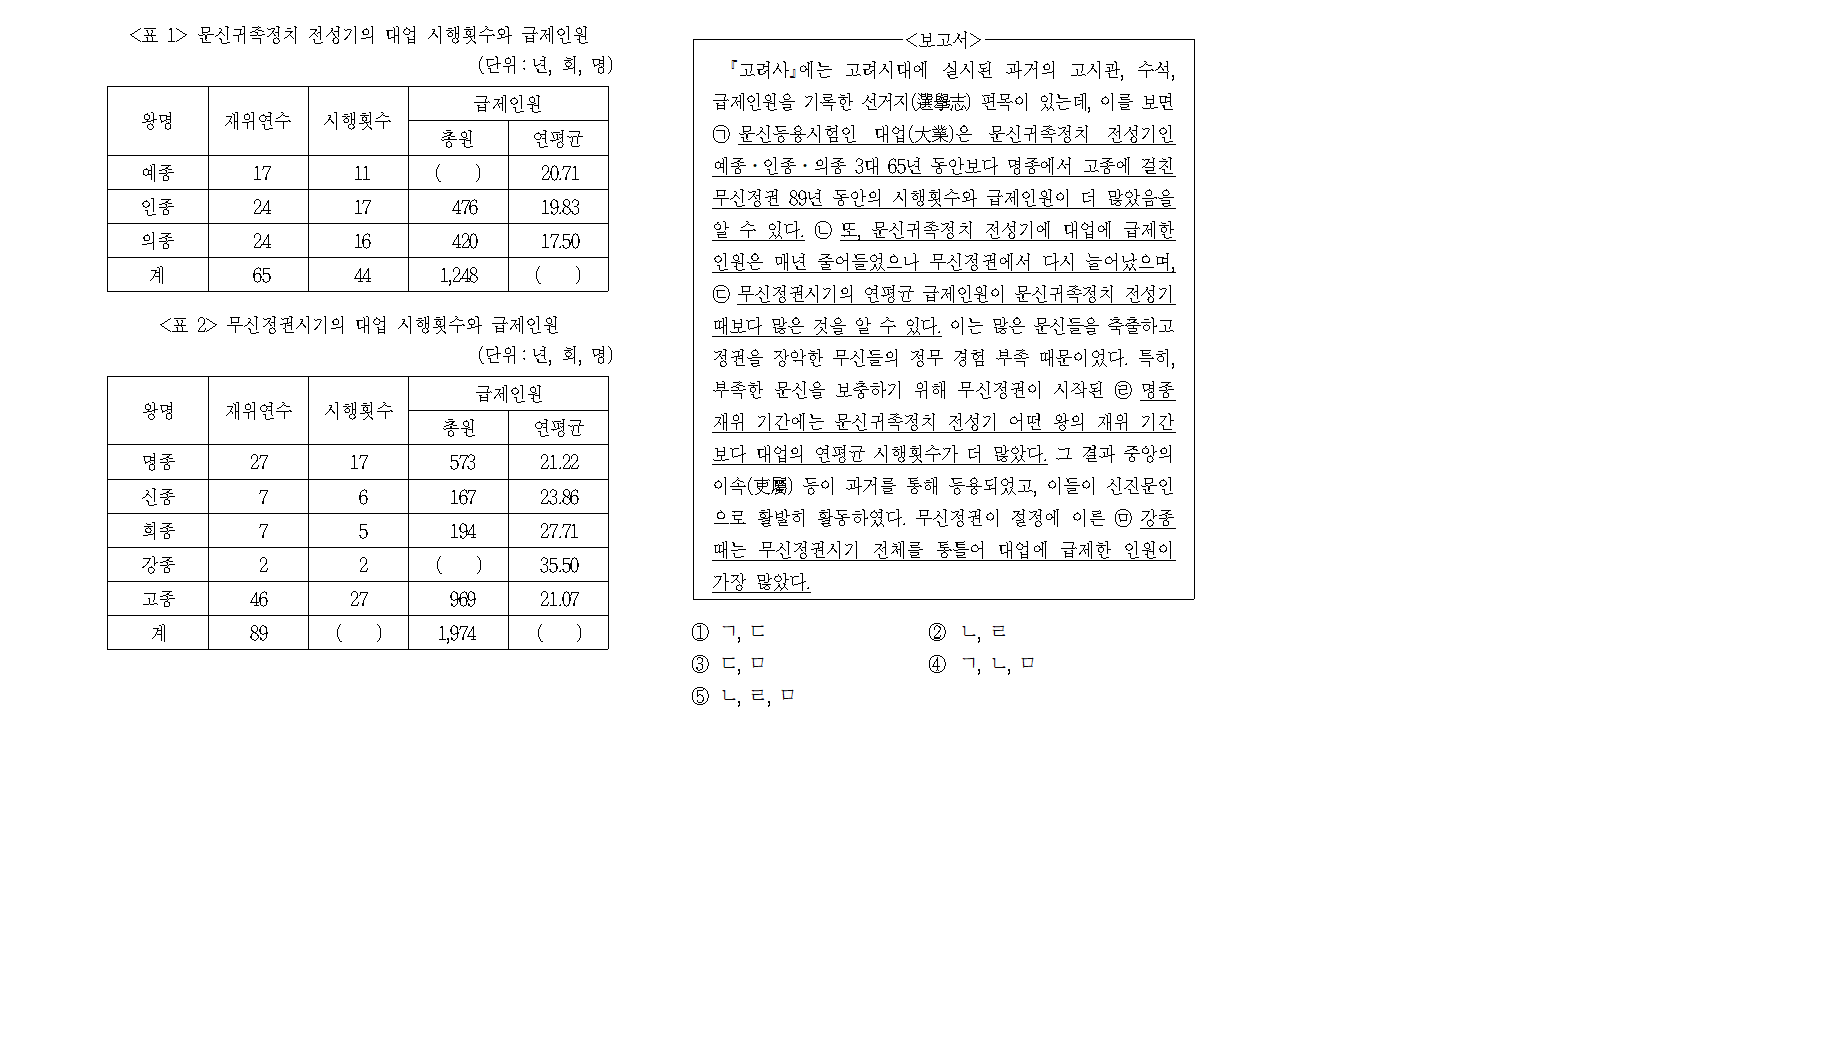 <표 1> 문신귀족정치 전성기의 대업 시행횟수와 급제인원
(단위 : 년, 회, 명)
왕명 재위연수 시행횟수 급제인원
총원 연평균
예종 17 11 ( ) 20.71
인종 24 17 476 19.83
의종 24 16 420 17.50
계 65 44 1,248 ( )
<표 2> 무신정권시기의 대업 시행횟수와 급제인원
(단위 : 년, 회, 명)
왕명 재위연수 시행횟수 급제인원
총원 연평균
명종 27 17 573 21.22
신종 7 6 167 23.86
희종 7 5 194 27.71
강종 2 2 ( ) 35.50
고종 46 27 969 21.07
계 89 ( ) 1,974 ( )
<보고서>
『고려사』에는 고려시대에 실시된 과거의 고시관, 수석,
급제인원을 기록한 선거지(選擧志) 편목이 있는데, 이를 보면
㉠ 문신등용시험인 대업(大業)은 문신귀족정치 전성기인
예종・인종・의종 3대 65년 동안보다 명종에서 고종에 걸친
무신정권 89년 동안의 시행횟수와 급제인원이 더 많았음을
알 수 있다. ㉡ 또, 문신귀족정치 전성기에 대업에 급제한
인원은 매년 줄어들었으나 무신정권에서 다시 늘어났으며,
㉢ 무신정권시기의 연평균 급제인원이 문신귀족정치 전성기
때보다 많은 것을 알 수 있다. 이는 많은 문신들을 축출하고
정권을 장악한 무신들의 정무 경험 부족 때문이었다. 특히,
부족한 문신을 보충하기 위해 무신정권이 시작된 ㉣ 명종
재위 기간에는 문신귀족정치 전성기 어떤 왕의 재위 기간
보다 대업의 연평균 시행횟수가 더 많았다. 그 결과 중앙의
이속(吏屬) 등이 과거를 통해 등용되었고, 이들이 신진문인
으로 활발히 활동하였다. 무신정권이 절정에 이른 ㉤ 강종
때는 무신정권시기 전체를 통틀어 대업에 급제한 인원이
가장 많았다.
① ㄱ, ㄷ ② ㄴ, ㄹ
③ ㄷ, ㅁ ④ ㄱ, ㄴ, ㅁ
⑤ ㄴ, ㄹ, ㅁ